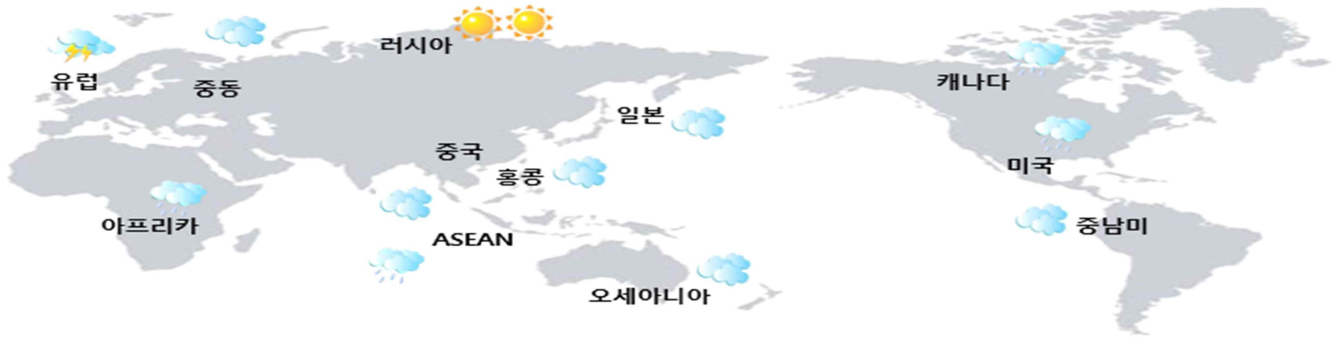 러시아
유럽
중동
캐나다
일본
중국
미국
홍콩
아프리카
중남미
ASEAN
오세아니아